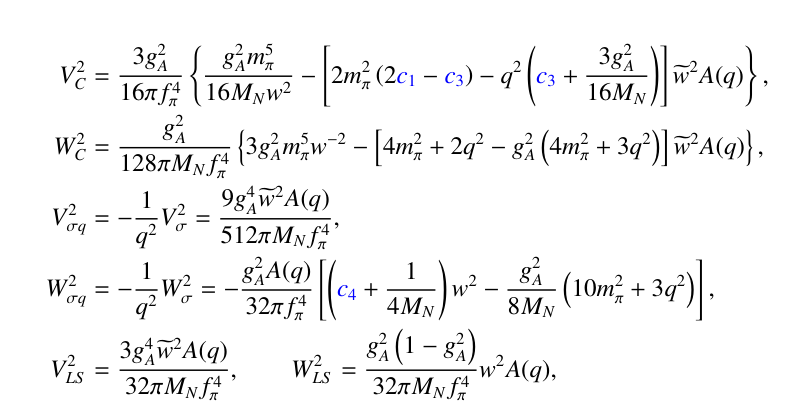 $V_C^2 = \frac{3g_A^2}{16\pi f_\pi^4} \left\{ \frac{g_A^2 m_\pi^5}{16M_N w^2} - \left[ 2m_\pi^2 (2c_1 - c_3) - q^2 \left( c_3 + \frac{3g_A^2}{16M_N} \right) \right] \widetilde{w}^2 A(q) \right\},$
$W_C^2 = \frac{g_A^2}{128\pi M_N f_\pi^4} \left\{ 3g_A^2 m_\pi^5 w^{-2} - \left[ 4m_\pi^2 + 2q^2 - g_A^2 \left( 4m_\pi^2 + 3q^2 \right) \right] \widetilde{w}^2 A(q) \right\},$
$V_{\sigma q}^2 = -\frac{1}{q^2} V_\sigma^2 = \frac{9g_A^4 \widetilde{w}^2 A(q)}{512\pi M_N f_\pi^4},$
$W_{\sigma q}^2 = -\frac{1}{q^2} W_\sigma^2 = -\frac{g_A^2 A(q)}{32\pi f_\pi^4} \left[ \left( c_4 + \frac{1}{4M_N} \right) w^2 - \frac{g_A^2}{8M_N} \left( 10m_\pi^2 + 3q^2 \right) \right],$
$V_{LS}^2 = \frac{3g_A^4 \widetilde{w}^2 A(q)}{32\pi M_N f_\pi^4}, \qquad W_{LS}^2 = \frac{g_A^2 \left( 1 - g_A^2 \right)}{32\pi M_N f_\pi^4} w^2 A(q),$